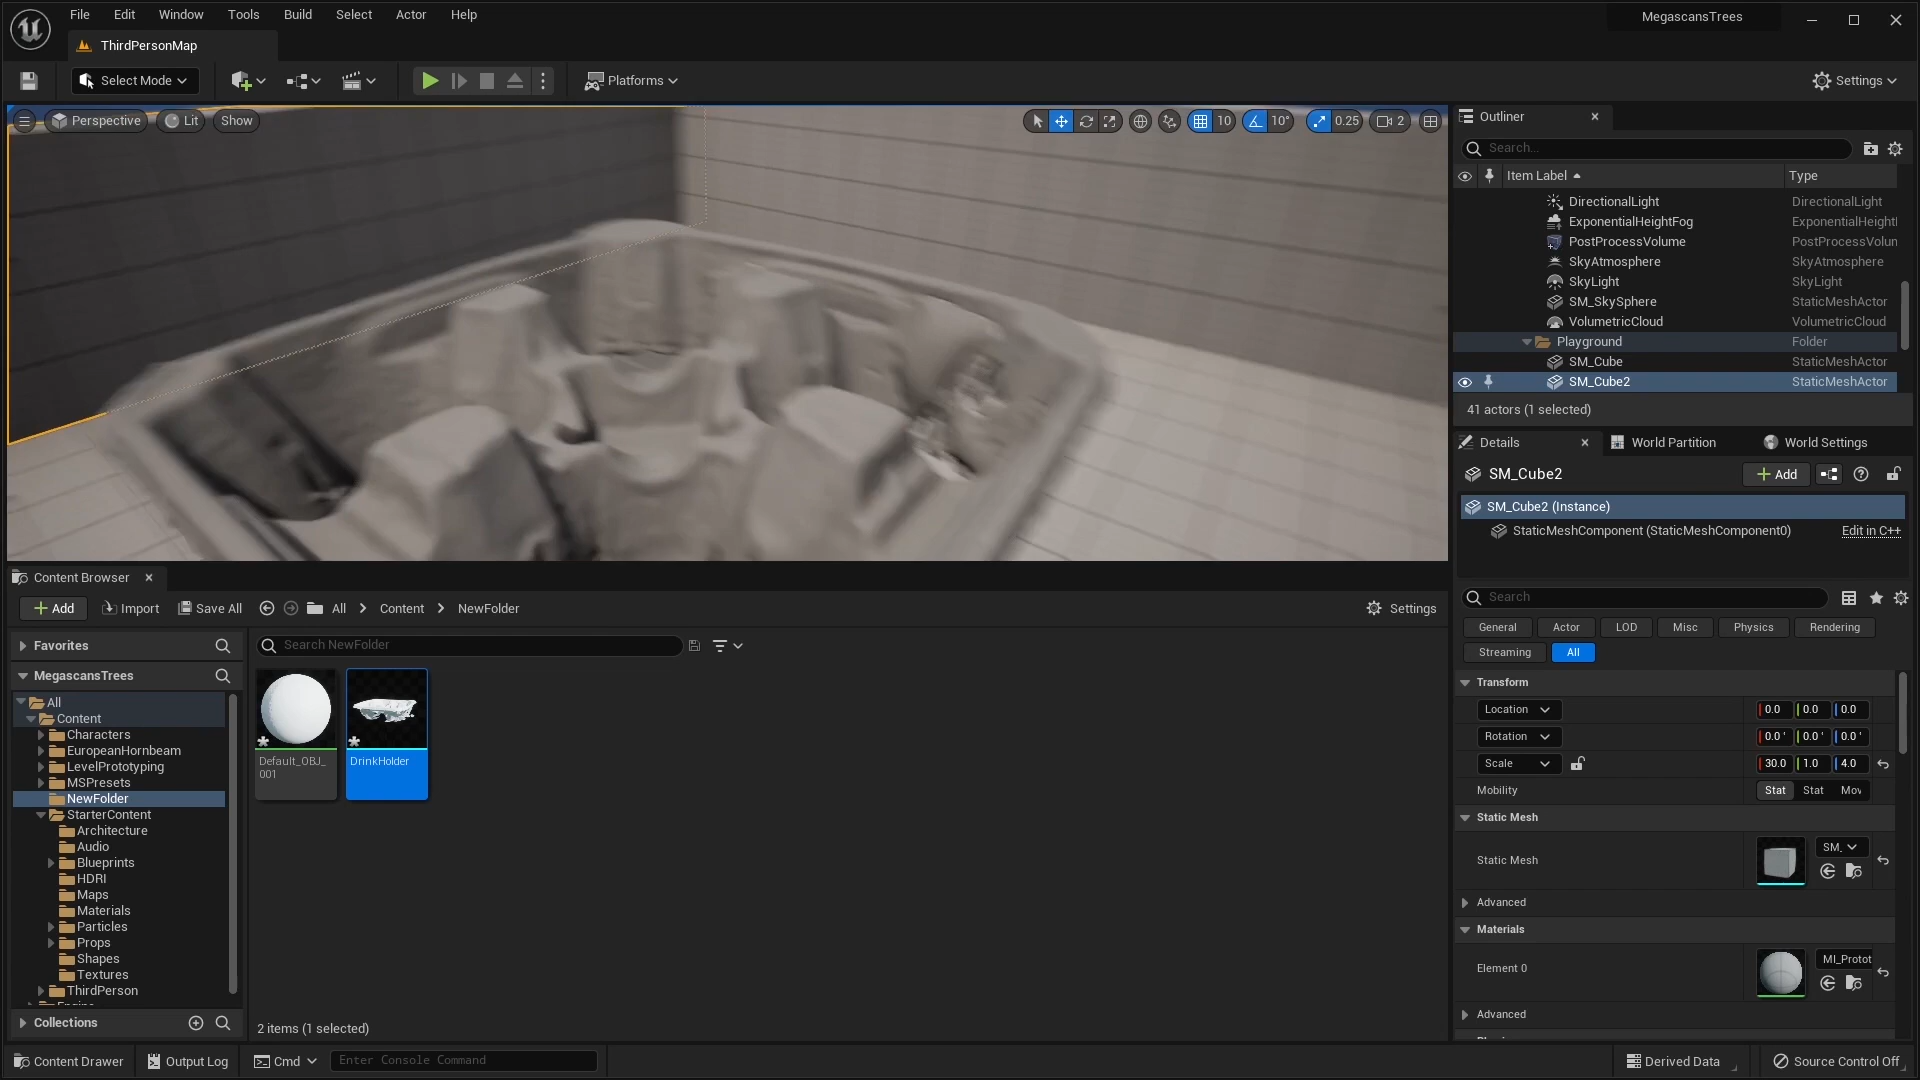 File Edit Window Tools Build Select Actor Help
MegascansTrees
ThirdPersonMap
Select Mode
Platforms
Settings
Perspective Lit Show
10 10° 0.25 2
Outliner
Search...
Item Label Type
DirectionalLight DirectionalLight
ExponentialHeightFog ExponentialHeightI
PostProcessVolume PostProcessVolun
SkyAtmosphere SkyAtmosphere
SkyLight SkyLight
SM_SkySphere StaticMeshActor
VolumetricCloud VolumetricCloud
Playground Folder
SM_Cube StaticMeshActor
SM_Cube2 StaticMeshActor
41 actors (1 selected)
Details World Partition World Settings
SM_Cube2 Add
SM_Cube2 (Instance)
StaticMeshComponent (StaticMeshComponent0) Edit in C++
Search
General Actor LOD Misc Physics Rendering
Streaming All
Transform
Location 0.0 0.0 0.0
Rotation 0.0 ° 0.0 ° 0.0 °
Scale 30.0 1.0 4.0
Mobility Stat Stat Mov
Static Mesh
Static Mesh SM_
Advanced
Materials
Element 0 MI_Protot
Advanced
Content Browser
Add Import Save All All Content NewFolder Settings
Favorites
Search NewFolder
MegascansTrees
All
Content
Characters
EuropeanHornbeam
LevelPrototyping
MSPresets
NewFolder
StarterContent
Architecture
Audio
Blueprints
HDRI
Maps
Materials
Particles
Props
Shapes
Textures
ThirdPerson
Collections
Default_OBJ_
001
DrinkHolder
2 items (1 selected)
Content Drawer Output Log Cmd Enter Console Command Derived Data Source Control Off